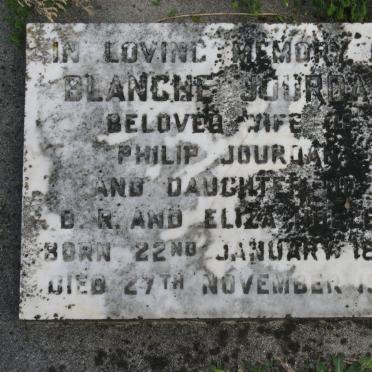 IN LOVING MEMORY
BLANCHE JOURDA
BELOVED WIFE
PHILIP JOURDA
AND DAUGHTER
D. R. AND ELIZA
BORN 22ND JANUARY 18
DIED 27TH NOVEMBER